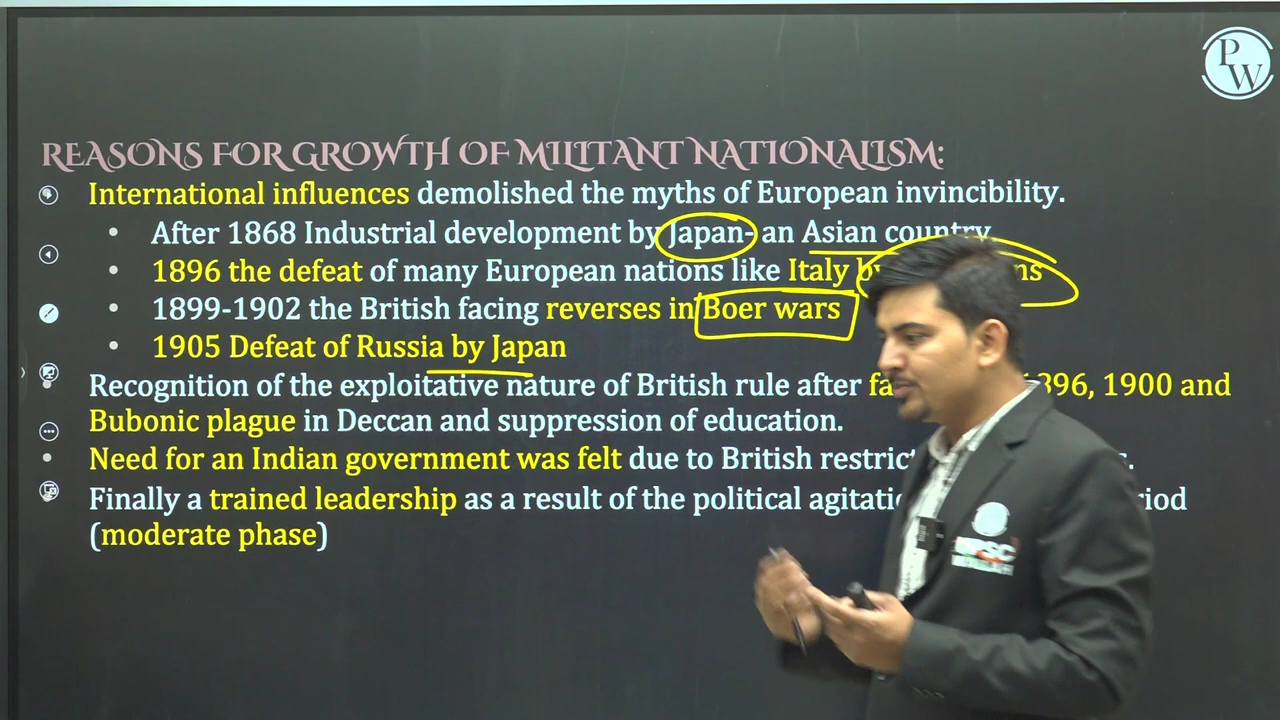 PW
REASONS FOR GROWTH OF MILITANT NATIONALISM:
International influences demolished the myths of European invincibility.
• After 1868 Industrial development by Japan- an Asian country
• 1896 the defeat of many European nations like Italy by
• 1899-1902 the British facing reverses in Boer wars
• 1905 Defeat of Russia by Japan
• Recognition of the exploitative nature of British rule after 1896, 1900 and
Bubonic plague in Deccan and suppression of education.
• Need for an Indian government was felt due to British
• Finally a trained leadership as a result of the political
(moderate phase)